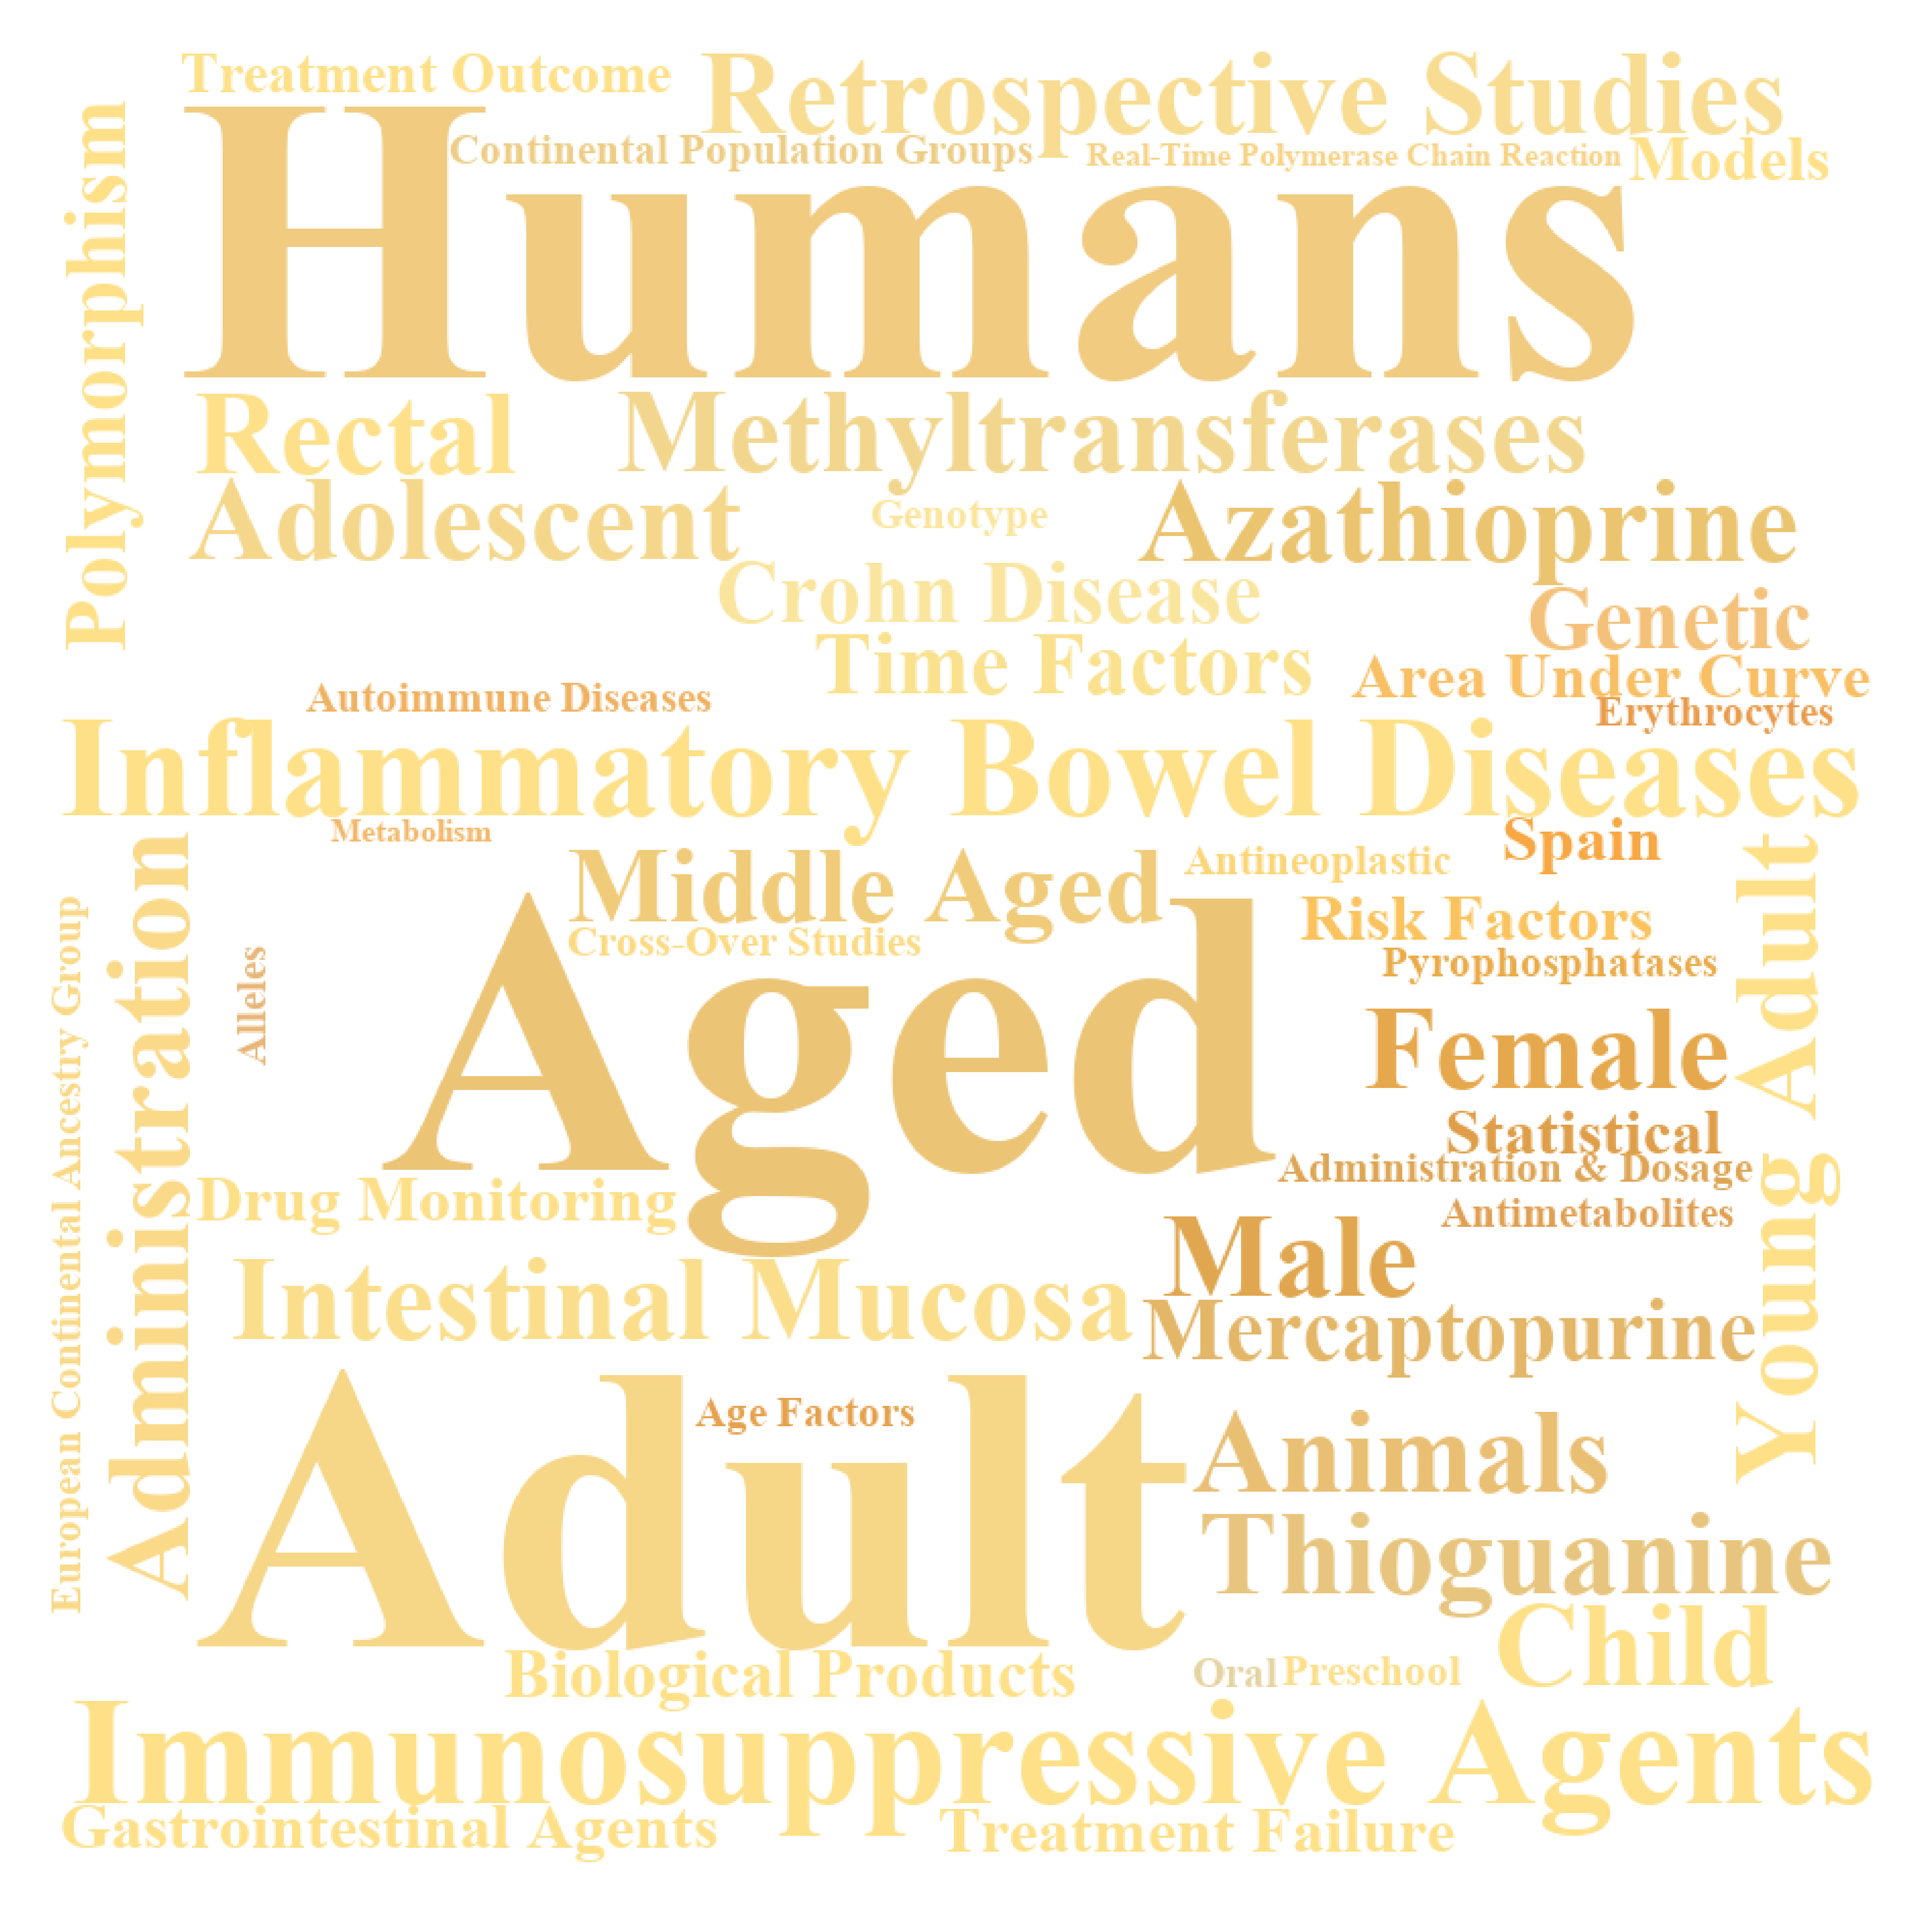 Treatment Outcome
Retrospective Studies
Continental Population Groups
Real-Time Polymerase Chain Reaction
Models
Polymorphism
Humans
Rectal
Methyltransferases
Adolescent
Genotype
Azathioprine
Crohn Disease
Genetic
Time Factors
Area Under Curve
Autoimmune Diseases
Erythrocytes
Inflammatory Bowel Diseases
Metabolism
Spain
Middle Aged
Antineoplastic
Risk Factors
Cross-Over Studies
Pyrophosphatases
European Continental Ancestry Group
Administration
Alleles
Aged
Female
Young Adult
Statistical
Administration & Dosage
Drug Monitoring
Antimetabolites
Male
Intestinal Mucosa
Mercaptopurine
Age Factors
Adult
Animals
Thioguanine
Child
Biological Products
Oral
Preschool
Immunosuppressive Agents
Gastrointestinal Agents
Treatment Failure